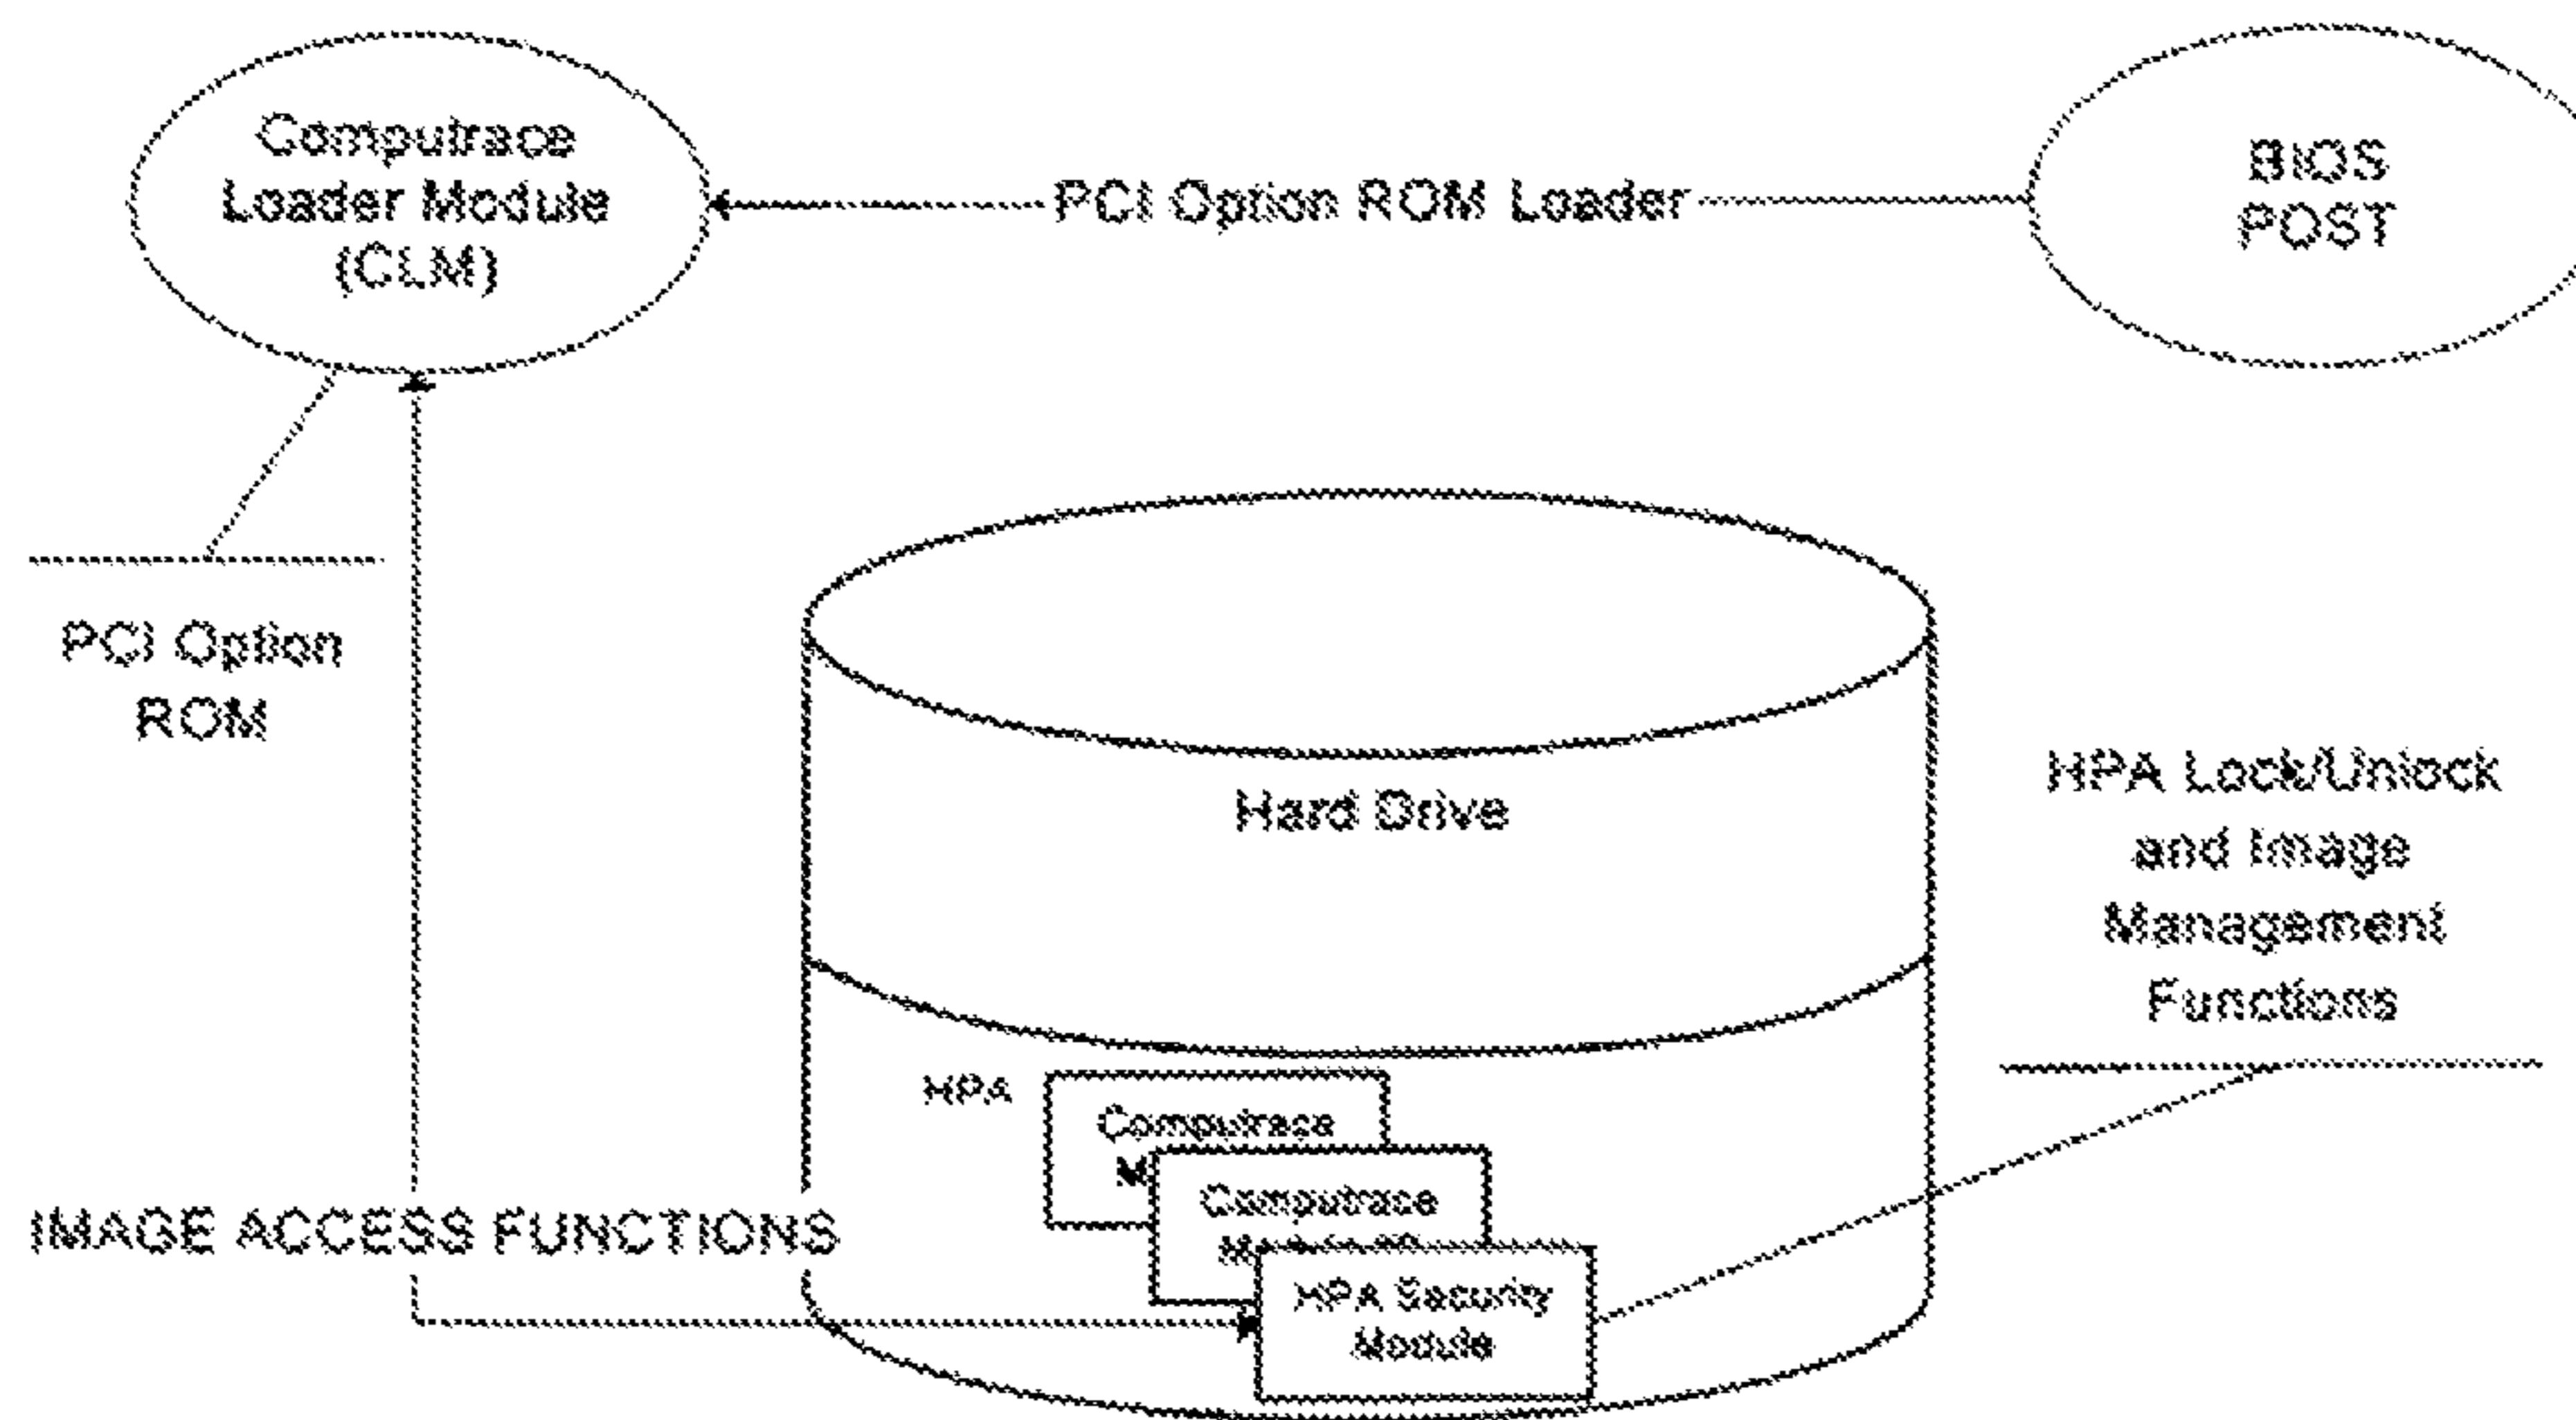 Computrace
Loader Module
(CLM)
PCI Option ROM Loader
BIOS
POST
PCI Option
ROM
Hard Drive
HPA Lock/Unlock
and Image
Management
Functions
HPA
Computrace
Computrace
HPA Security
Module
IMAGE ACCESS FUNCTIONS